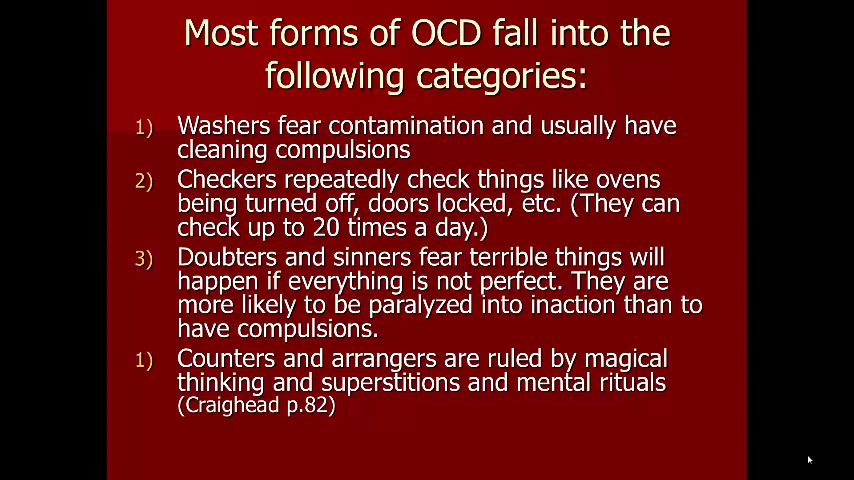 Most forms of OCD fall into the
following categories:
1) Washers fear contamination and usually have
cleaning compulsions
2) Checkers repeatedly check things like ovens
being turned off, doors locked, etc. (They can
check up to 20 times a day.)
3) Doubters and sinners fear terrible things will
happen if everything is not perfect. They are
more likely to be paralyzed into inaction than to
have compulsions.
1) Counters and arrangers are ruled by magical
thinking and superstitions and mental rituals
(Craighead p.82)